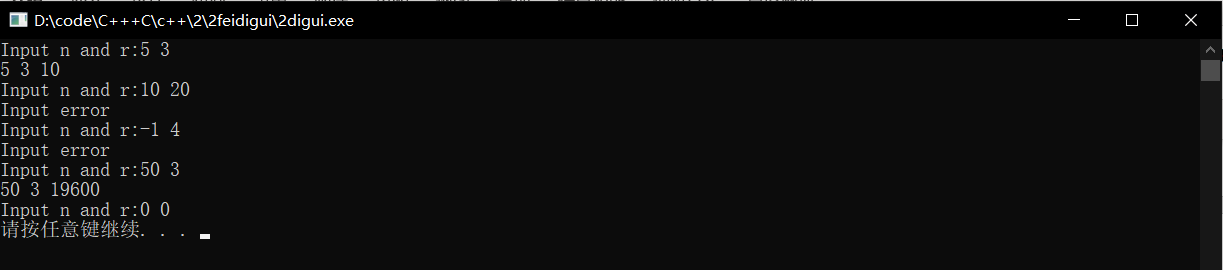 D:\code\C+++C\c++\2\2feidigui\2digui.exe
Input n and r:5 3
5 3 10
Input n and r:10 20
Input error
Input n and r:-1 4
Input error
Input n and r:50 3
50 3 19600
Input n and r:0 0
请按任意键继续. . .